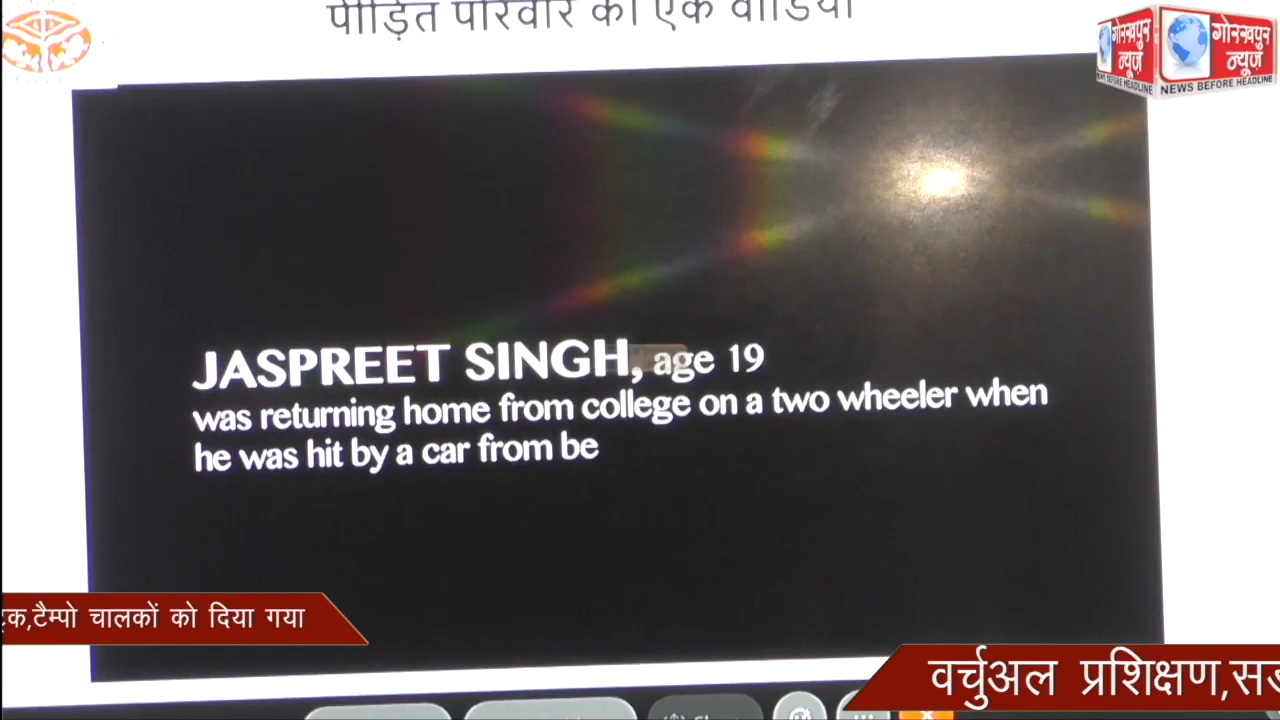 पीड़ित परिवार का एक वीडियो
गोरखपुर
न्यूज़
NEWS BEFORE HEADLINE
गोरखपुर
न्यूज़
NEWS BEFORE HEADLINE
JASPREET SINGH, age 19
was returning home from college on a two wheeler when
he was hit by a car from be
टैम्पो चालकों को दिया गया
वर्चुअल प्रशिक्षण,